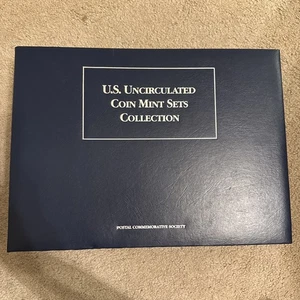 U.S. Uncirculated
Coin Mint Sets
Collection
Postal Commemorative Society